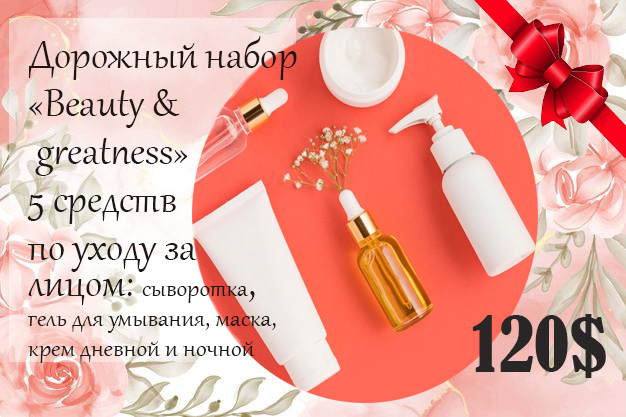 Дорожный набор
«Beauty &
greatness»
5 средств
по уходу за
лицом: сыворотка,
гель для умывания, маска,
крем дневной и ночной
120$